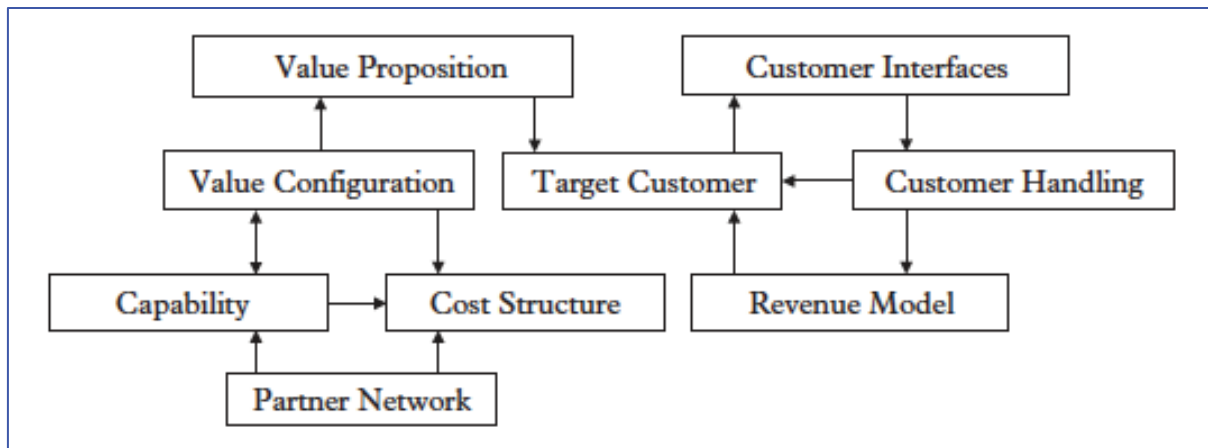 Value Proposition
Customer Interfaces
Value Configuration
Target Customer
Customer Handling
Capability
Cost Structure
Revenue Model
Partner Network